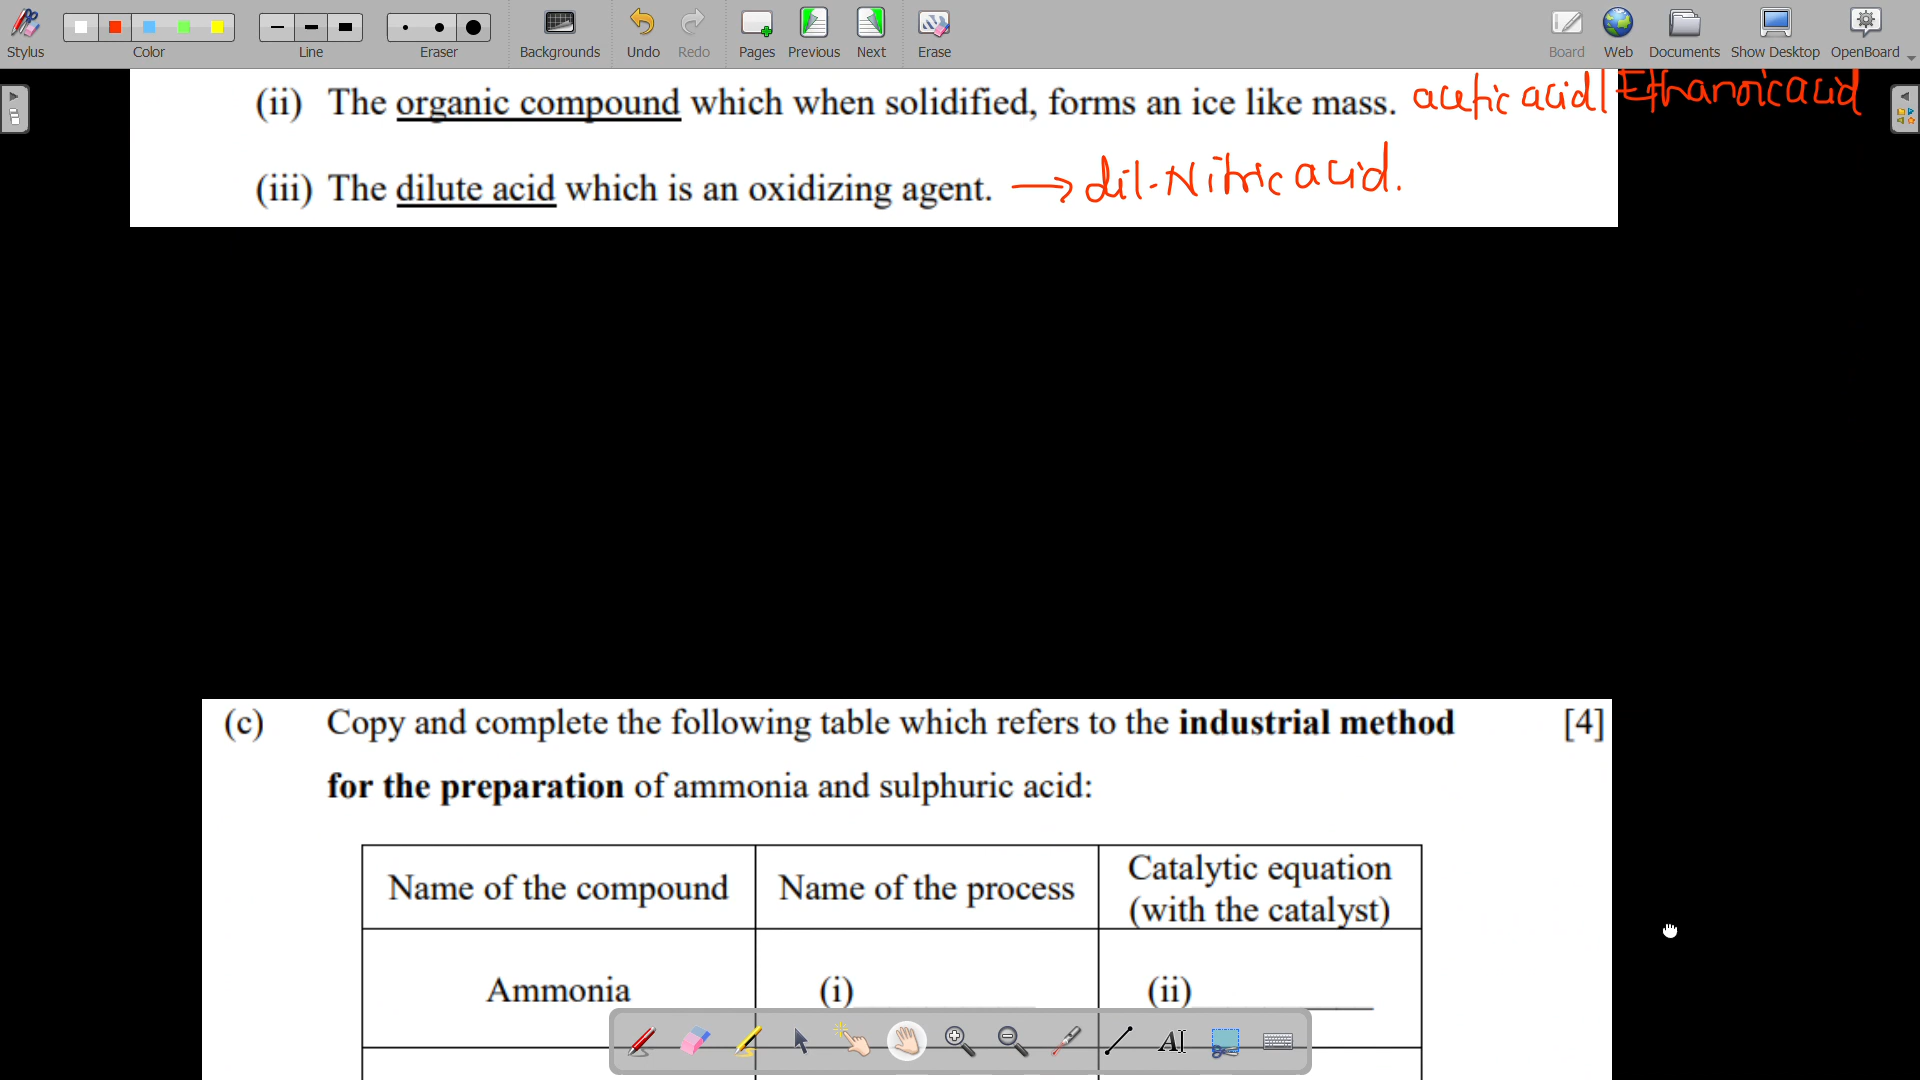 Stylus Color Line Eraser Backgrounds Undo Redo Pages Previous Next Erase Board Web Documents Show Desktop OpenBoard
(ii) The organic compound which when solidified, forms an ice like mass. acetic acid| Ethanoic acid
(iii) The dilute acid which is an oxidizing agent. → dil. Nitric acid.
(c) Copy and complete the following table which refers to the industrial method [4]
for the preparation of ammonia and sulphuric acid:
Name of the compound Name of the process Catalytic equation
(with the catalyst)
Ammonia (i) (ii)